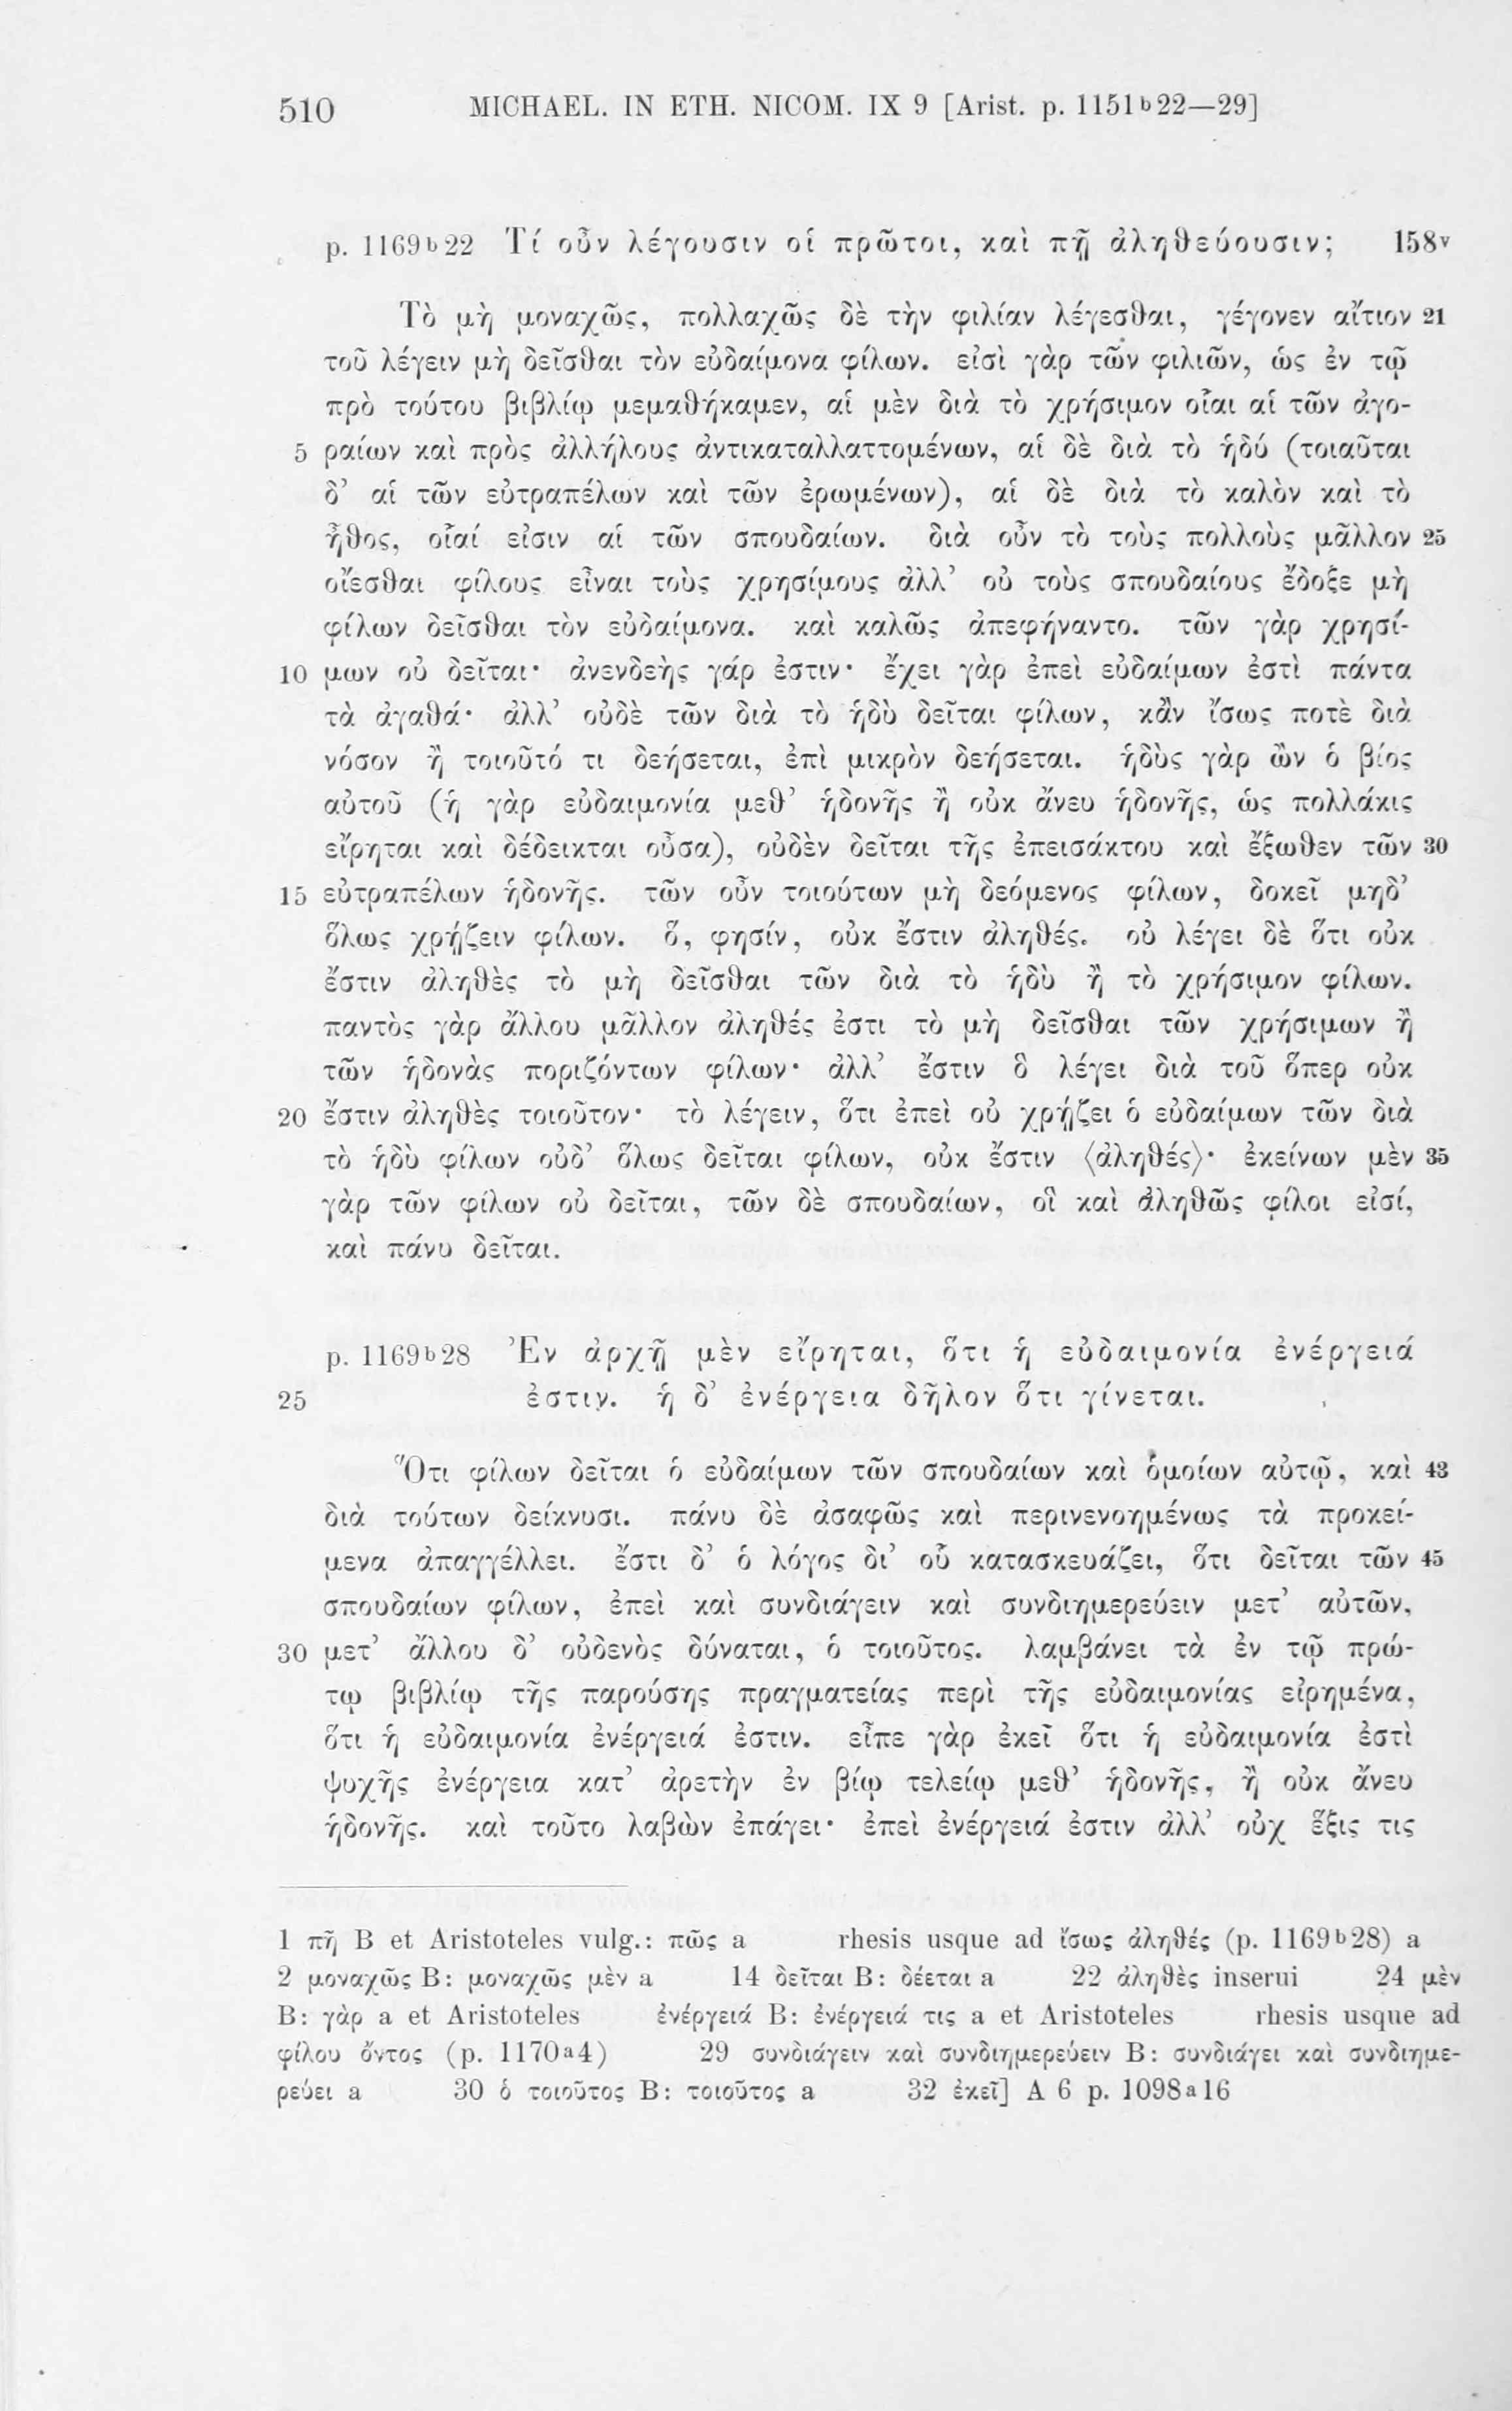 510 MICHAEL. IN ETH. NICOM. IX 9 [Arist. p. 1151ᵇ22—29]
p. 1169ᵇ22 Τί οὖν λέγουσιν οἱ πρῶτοι, καὶ πῇ ἀληθεύουσιν; 158ᵛ
Τὸ μὴ μοναχῶς, πολλαχῶς δὲ τὴν φιλίαν λέγεσθαι, γέγονεν αἴτιον 21
τοῦ λέγειν μὴ δεῖσθαι τὸν εὐδαίμονα φίλων. εἰσὶ γὰρ τῶν φιλιῶν, ὡς ἐν τῷ
πρὸ τούτου βιβλίῳ μεμαθήκαμεν, αἱ μὲν διὰ τὸ χρήσιμον οἷαι αἱ τῶν ἀγο-
5 ραίων καὶ πρὸς ἀλλήλους ἀντικαταλλαττομένων, αἱ δὲ διὰ τὸ ἡδύ (τοιαῦται
δ' αἱ τῶν εὐτραπέλων καὶ τῶν ἐρωμένων), αἱ δὲ διὰ τὸ καλὸν καὶ τὸ
ἦθος, οἷαί εἰσιν αἱ τῶν σπουδαίων. διὰ οὖν τὸ τοὺς πολλοὺς μᾶλλον 25
οἴεσθαι φίλους εἶναι τοὺς χρησίμους ἀλλ' οὐ τοὺς σπουδαίους ἔδοξε μὴ
φίλων δεῖσθαι τὸν εὐδαίμονα. καὶ καλῶς ἀπεφήναντο. τῶν γὰρ χρησί-
10 μων οὐ δεῖται· ἀνενδεὴς γάρ ἐστιν· ἔχει γὰρ ἐπεὶ εὐδαίμων ἐστὶ πάντα
τὰ ἀγαθά· ἀλλ' οὐδὲ τῶν διὰ τὸ ἡδὺ δεῖται φίλων, κἂν ἴσως ποτὲ διὰ
νόσον ἢ τοιοῦτό τι δεήσεται, ἐπὶ μικρὸν δεήσεται. ἡδὺς γὰρ ὢν ὁ βίος
αὐτοῦ (ἡ γὰρ εὐδαιμονία μεθ' ἡδονῆς ἢ οὐκ ἄνευ ἡδονῆς, ὡς πολλάκις
εἴρηται καὶ δέδεικται οὖσα), οὐδὲν δεῖται τῆς ἐπεισάκτου καὶ ἔξωθεν τῶν 30
15 εὐτραπέλων ἡδονῆς. τῶν οὖν τοιούτων μὴ δεόμενος φίλων, δοκεῖ μηδ'
ὅλως χρῄζειν φίλων. ὅ, φησίν, οὐκ ἔστιν ἀληθές. οὐ λέγει δὲ ὅτι οὐκ
ἔστιν ἀληθὲς τὸ μὴ δεῖσθαι τῶν διὰ τὸ ἡδὺ ἢ τὸ χρήσιμον φίλων.
παντὸς γὰρ ἄλλου μᾶλλον ἀληθές ἐστι τὸ μὴ δεῖσθαι τῶν χρήσιμων ἢ
τῶν ἡδονὰς ποριζόντων φίλων· ἀλλ' ἔστιν ὃ λέγει διὰ τοῦ ὅπερ οὐκ
20 ἔστιν ἀληθὲς τοιοῦτον· τὸ λέγειν, ὅτι ἐπεὶ οὐ χρῄζει ὁ εὐδαίμων τῶν διὰ
τὸ ἡδὺ φίλων οὐδ' ὅλως δεῖται φίλων, οὐκ ἔστιν ⟨ἀληθές⟩· ἐκείνων μὲν 35
γὰρ τῶν φίλων οὐ δεῖται, τῶν δὲ σπουδαίων, οἳ καὶ ἀληθῶς φίλοι εἰσί,
καὶ πάνυ δεῖται.
p. 1169ᵇ28 Ἐν ἀρχῇ μὲν εἴρηται, ὅτι ἡ εὐδαιμονία ἐνέργειά
25 ἐστιν. ἡ δ' ἐνέργεια δῆλον ὅτι γίνεται.
Ὅτι φίλων δεῖται ὁ εὐδαίμων τῶν σπουδαίων καὶ ὁμοίων αὐτῷ, καὶ 43
διὰ τούτων δείκνυσι. πάνυ δὲ ἀσαφῶς καὶ περινενοημένως τὰ προκεί-
μενα ἀπαγγέλλει. ἔστι δ' ὁ λόγος δι' οὗ κατασκευάζει, ὅτι δεῖται τῶν 45
σπουδαίων φίλων, ἐπεὶ καὶ συνδιάγειν καὶ συνδιημερεύειν μετ' αὐτῶν,
30 μετ' ἄλλου δ' οὐδενὸς δύναται, ὁ τοιοῦτος. λαμβάνει τὰ ἐν τῷ πρώ-
τῳ βιβλίῳ τῆς παρούσης πραγματείας περὶ τῆς εὐδαιμονίας εἰρημένα,
ὅτι ἡ εὐδαιμονία ἐνέργειά ἐστιν. εἶπε γὰρ ἐκεῖ ὅτι ἡ εὐδαιμονία ἐστὶ
ψυχῆς ἐνέργεια κατ' ἀρετὴν ἐν βίῳ τελείῳ μεθ' ἡδονῆς, ἢ οὐκ ἄνευ
ἡδονῆς. καὶ τοῦτο λαβὼν ἐπάγει· ἐπεὶ ἐνέργειά ἐστιν ἀλλ' οὐχ ἕξις τις
1 πῇ B et Aristoteles vulg.: πῶς a rhesis usque ad ἴσως ἀληθές (p. 1169ᵇ28) a
2 μοναχῶς B: μοναχῶς μὲν a 14 δεῖται B: δέεται a 22 ἀληθὲς inserui 24 μὲν
B: γὰρ a et Aristoteles ἐνέργειά B: ἐνέργειά τις a et Aristoteles rhesis usque ad
φίλου ὄντος (p. 1170ᵃ4) 29 συνδιάγειν καὶ συνδιημερεύειν B: συνδιάγει καὶ συνδιημε-
ρεύει a 30 ὁ τοιοῦτος B: τοιοῦτος a 32 ἐκεῖ] A 6 p. 1098ᵃ16